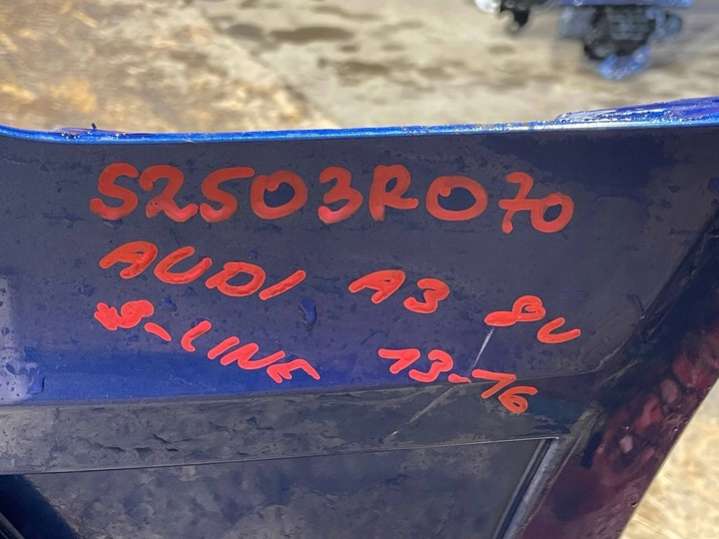 S2503R070
AUDI A3 8V
S-LINE 13-16